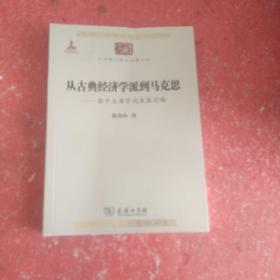 从古典经济学派到马克思
——若干主要学说发展论略
陈岱孙 著
商务印书馆